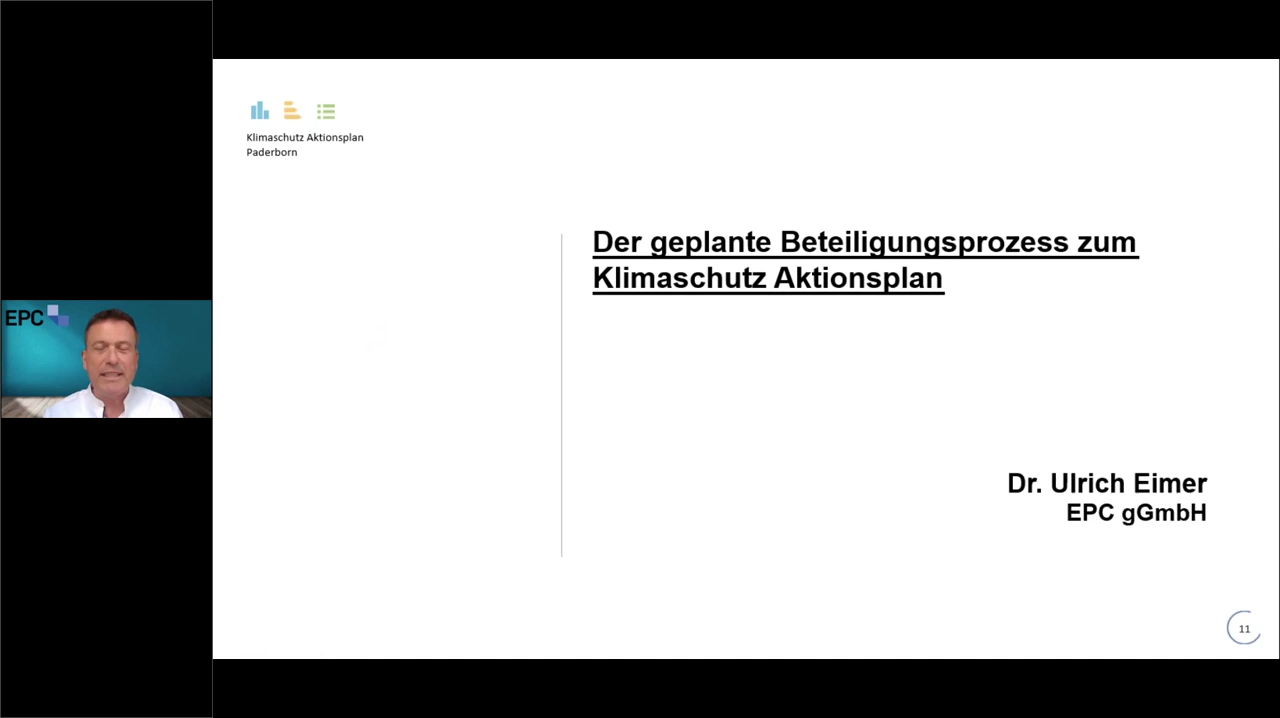 Klimaschutz Aktionsplan
Paderborn
Der geplante Beteiligungsprozess zum
Klimaschutz Aktionsplan
EPC
Dr. Ulrich Eimer
EPC gGmbH
11